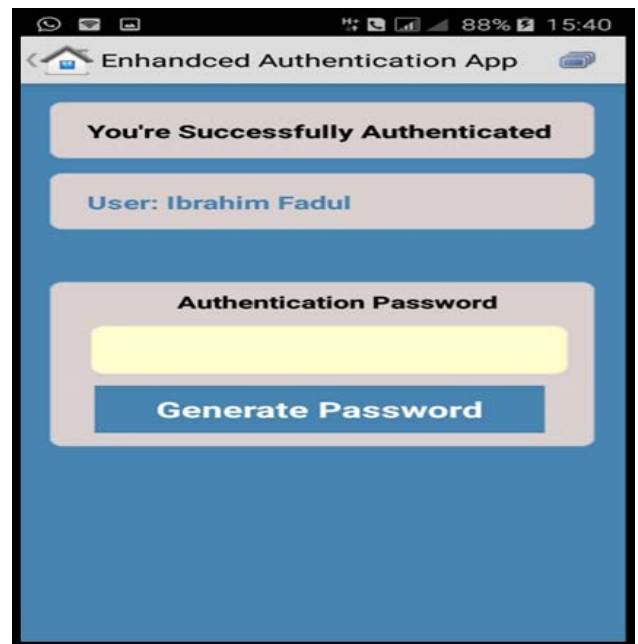 88% 15:40
Enhandced Authentication App
You're Successfully Authenticated
User: Ibrahim Fadul
Authentication Password
Generate Password